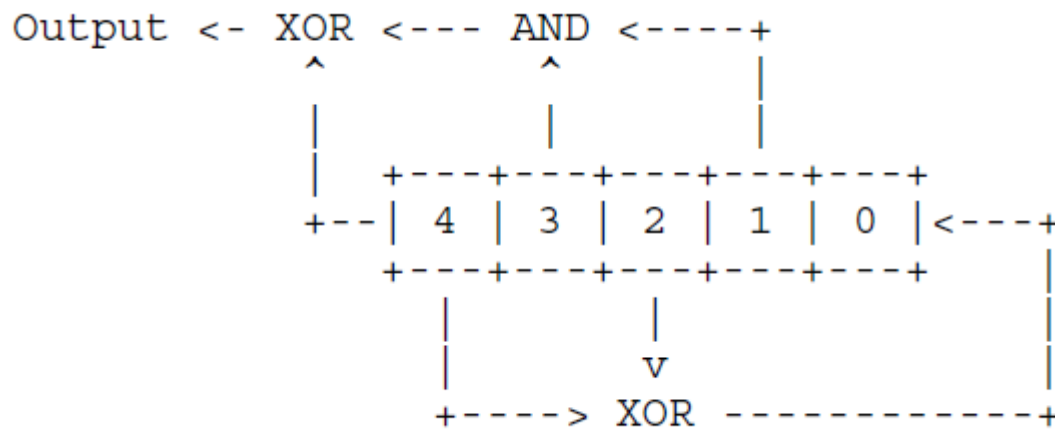 Output <- XOR <--- AND <----+
^ ^ |
| | |
| +---+---+---+---+---+
+--| 4 | 3 | 2 | 1 | 0 |<---+
+---+---+---+---+---+ |
| | |
| v |
+----> XOR ------------+